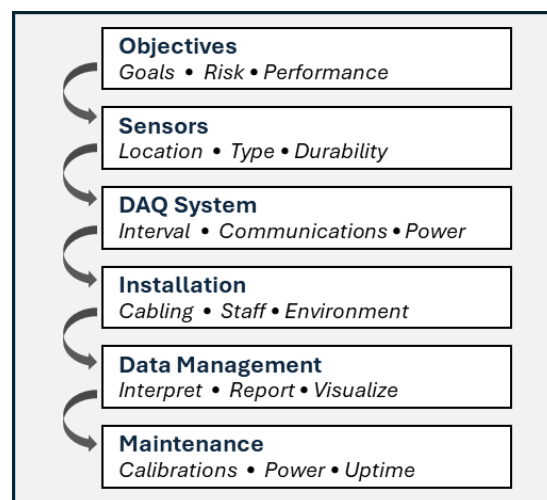 Objectives
Goals • Risk • Performance
Sensors
Location • Type • Durability
DAQ System
Interval • Communications • Power
Installation
Cabling • Staff • Environment
Data Management
Interpret • Report • Visualize
Maintenance
Calibrations • Power • Uptime